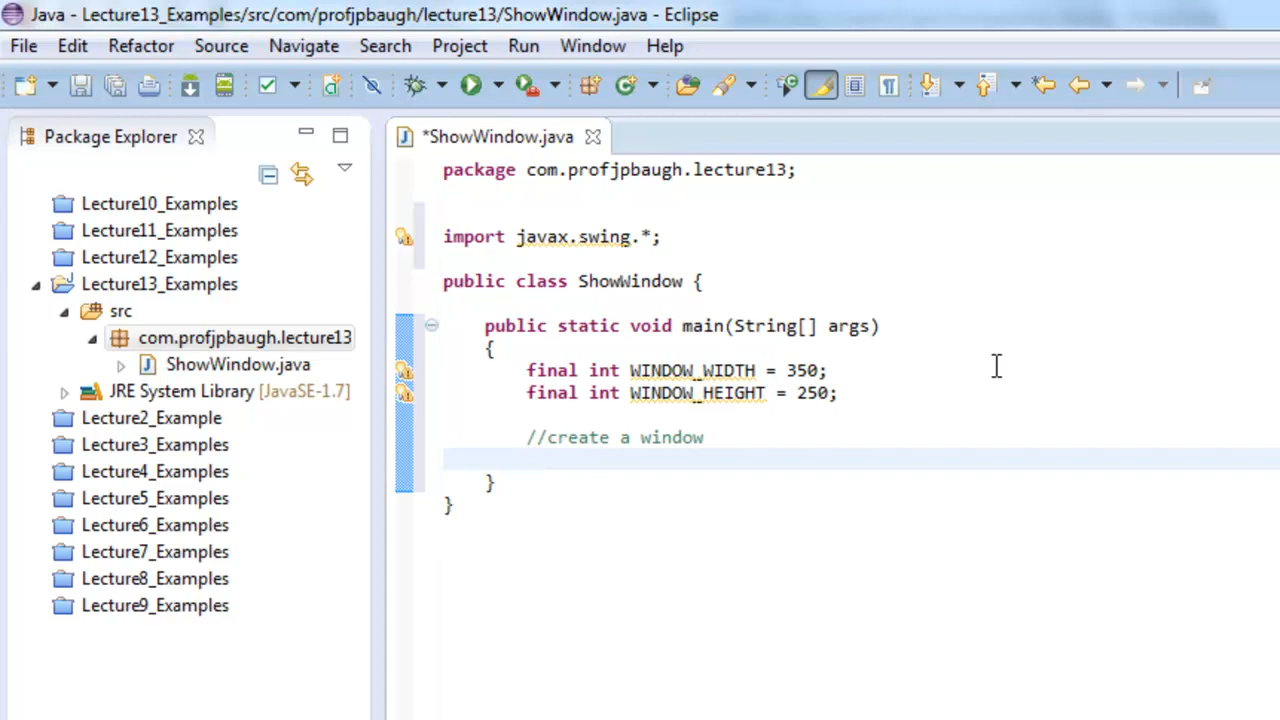 Java - Lecture13_Examples/src/com/profjpbaugh/lecture13/ShowWindow.java - Eclipse
File Edit Refactor Source Navigate Search Project Run Window Help
Package Explorer
Lecture10_Examples
Lecture11_Examples
Lecture12_Examples
Lecture13_Examples
src
com.profjpbaugh.lecture13
ShowWindow.java
JRE System Library [JavaSE-1.7]
Lecture2_Example
Lecture3_Examples
Lecture4_Examples
Lecture5_Examples
Lecture6_Examples
Lecture7_Examples
Lecture8_Examples
Lecture9_Examples
*ShowWindow.java
package com.profjpbaugh.lecture13;
import javax.swing.*;
public class ShowWindow {
public static void main(String[] args)
{
final int WINDOW_WIDTH = 350;
final int WINDOW_HEIGHT = 250;
//create a window
}
}